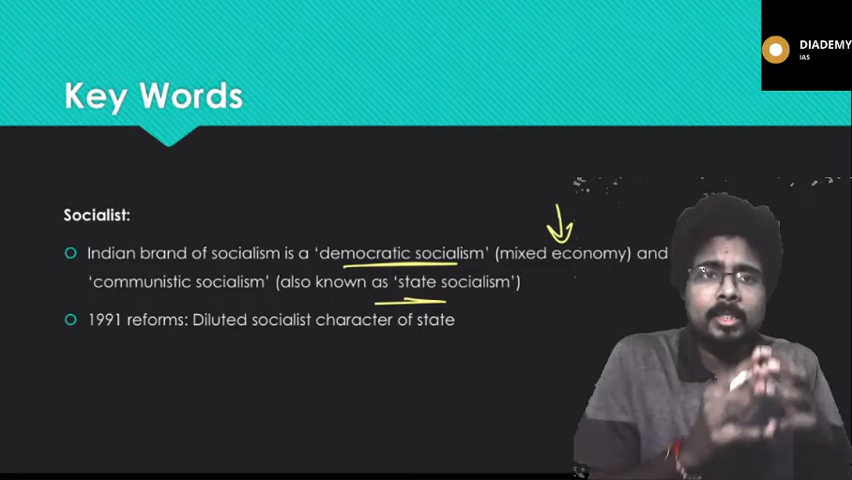 DIADEMY
IAS
Key Words
Socialist:
Indian brand of socialism is a ‘democratic socialism’ (mixed economy) and
‘communistic socialism’ (also known as ‘state socialism’)
1991 reforms: Diluted socialist character of state